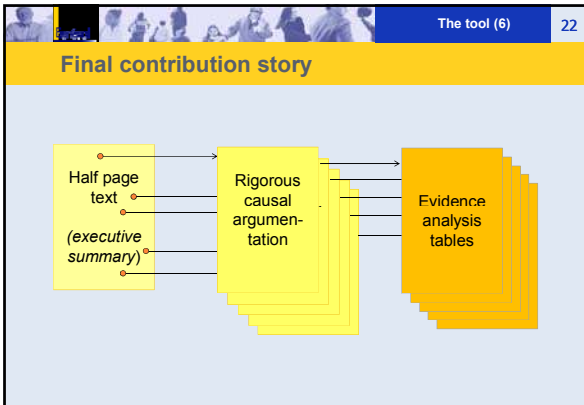 The tool (6)
22
Final contribution story
Half page
text
(executive
summary)
Rigorous
causal
argumen-
tation
Evidence
analysis
tables